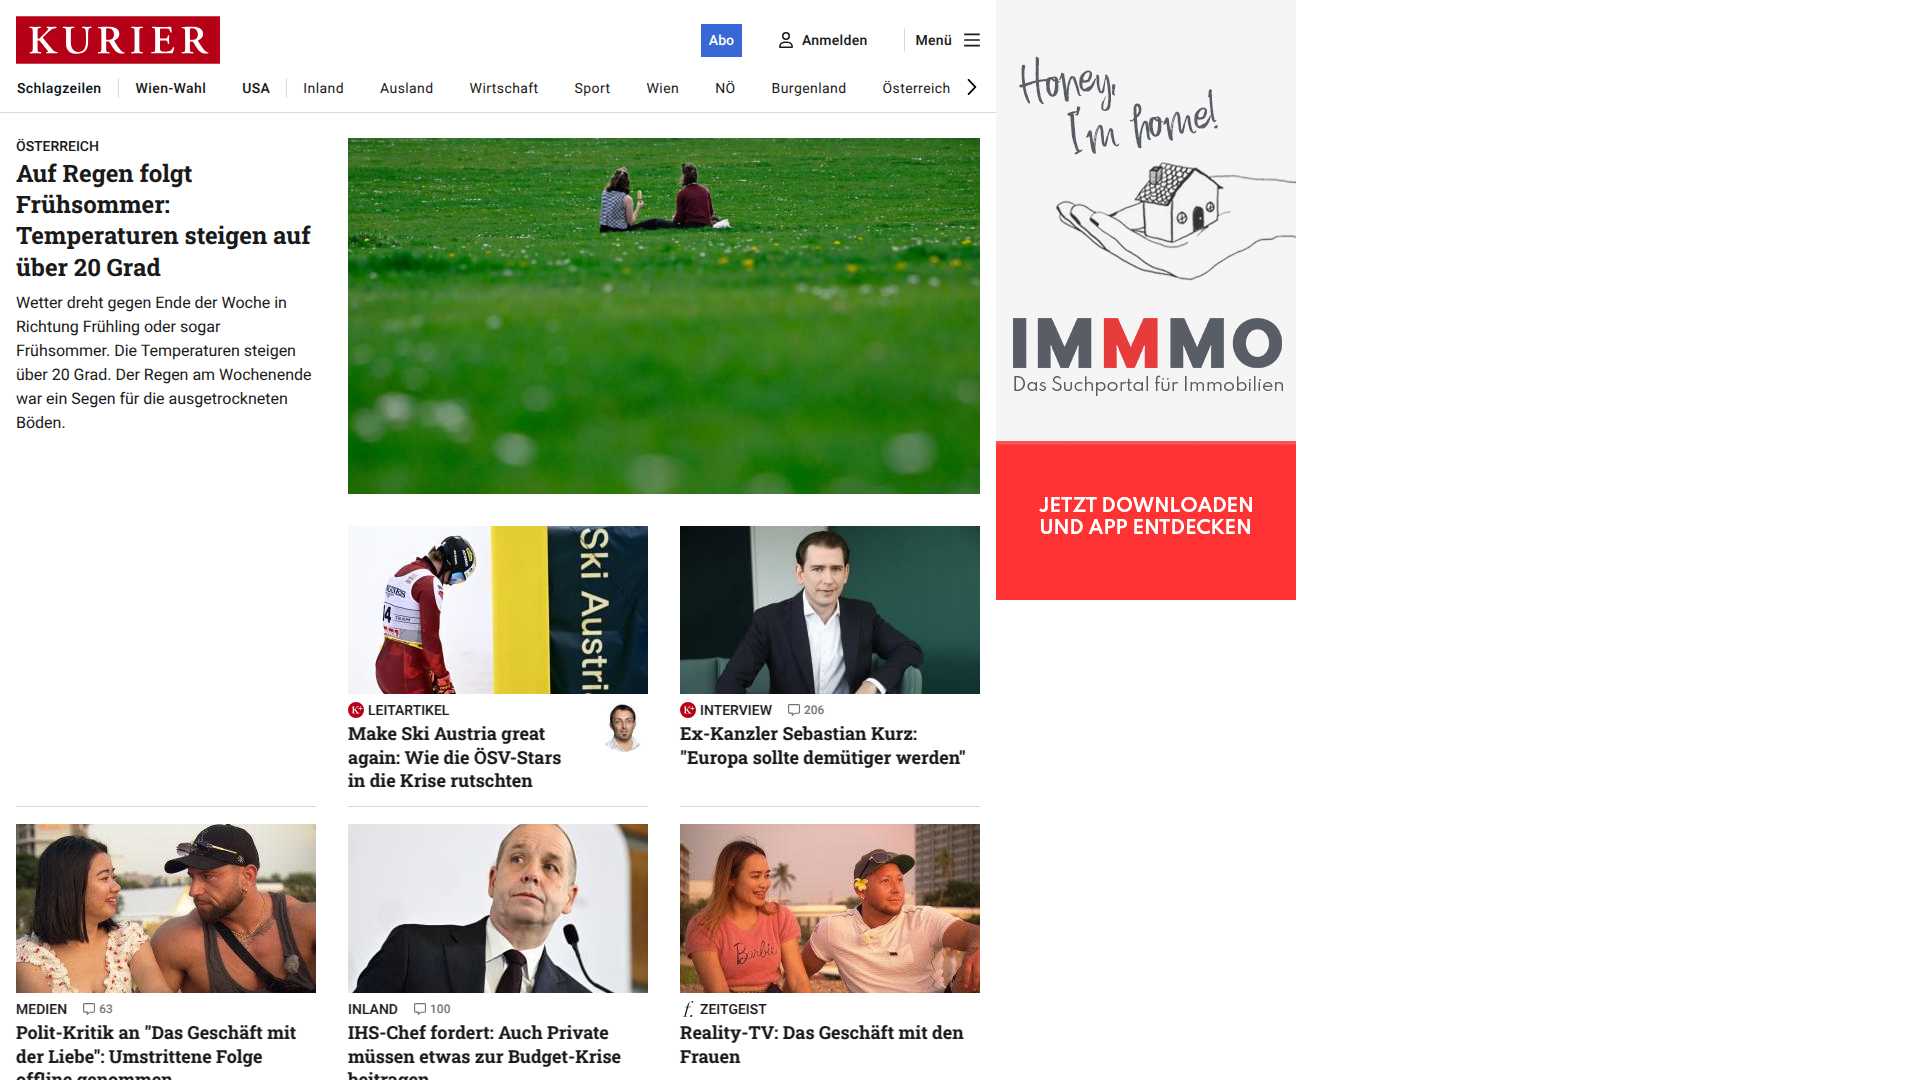 KURIER
Abo
Anmelden
Menü
Schlagzeilen
Wien-Wahl
USA
Inland
Ausland
Wirtschaft
Sport
Wien
NÖ
Burgenland
Österreich
ÖSTERREICH
Auf Regen folgt
Frühsommer:
Temperaturen steigen auf
über 20 Grad
Wetter dreht gegen Ende der Woche in
Richtung Frühling oder sogar
Frühsommer. Die Temperaturen steigen
über 20 Grad. Der Regen am Wochenende
war ein Segen für die ausgetrockneten
Böden.
Ski Austri
LEITARTIKEL
Make Ski Austria great
again: Wie die ÖSV-Stars
in die Krise rutschten
INTERVIEW 206
Ex-Kanzler Sebastian Kurz:
"Europa sollte demütiger werden"
MEDIEN 63
Polit-Kritik an "Das Geschäft mit
der Liebe": Umstrittene Folge
offline genommen
INLAND 100
IHS-Chef fordert: Auch Private
müssen etwas zur Budget-Krise
beitragen
Barbie
f. ZEITGEIST
Reality-TV: Das Geschäft mit den
Frauen
Honey,
I'm home!
IMMMO
Das Suchportal für Immobilien
JETZT DOWNLOADEN
UND APP ENTDECKEN